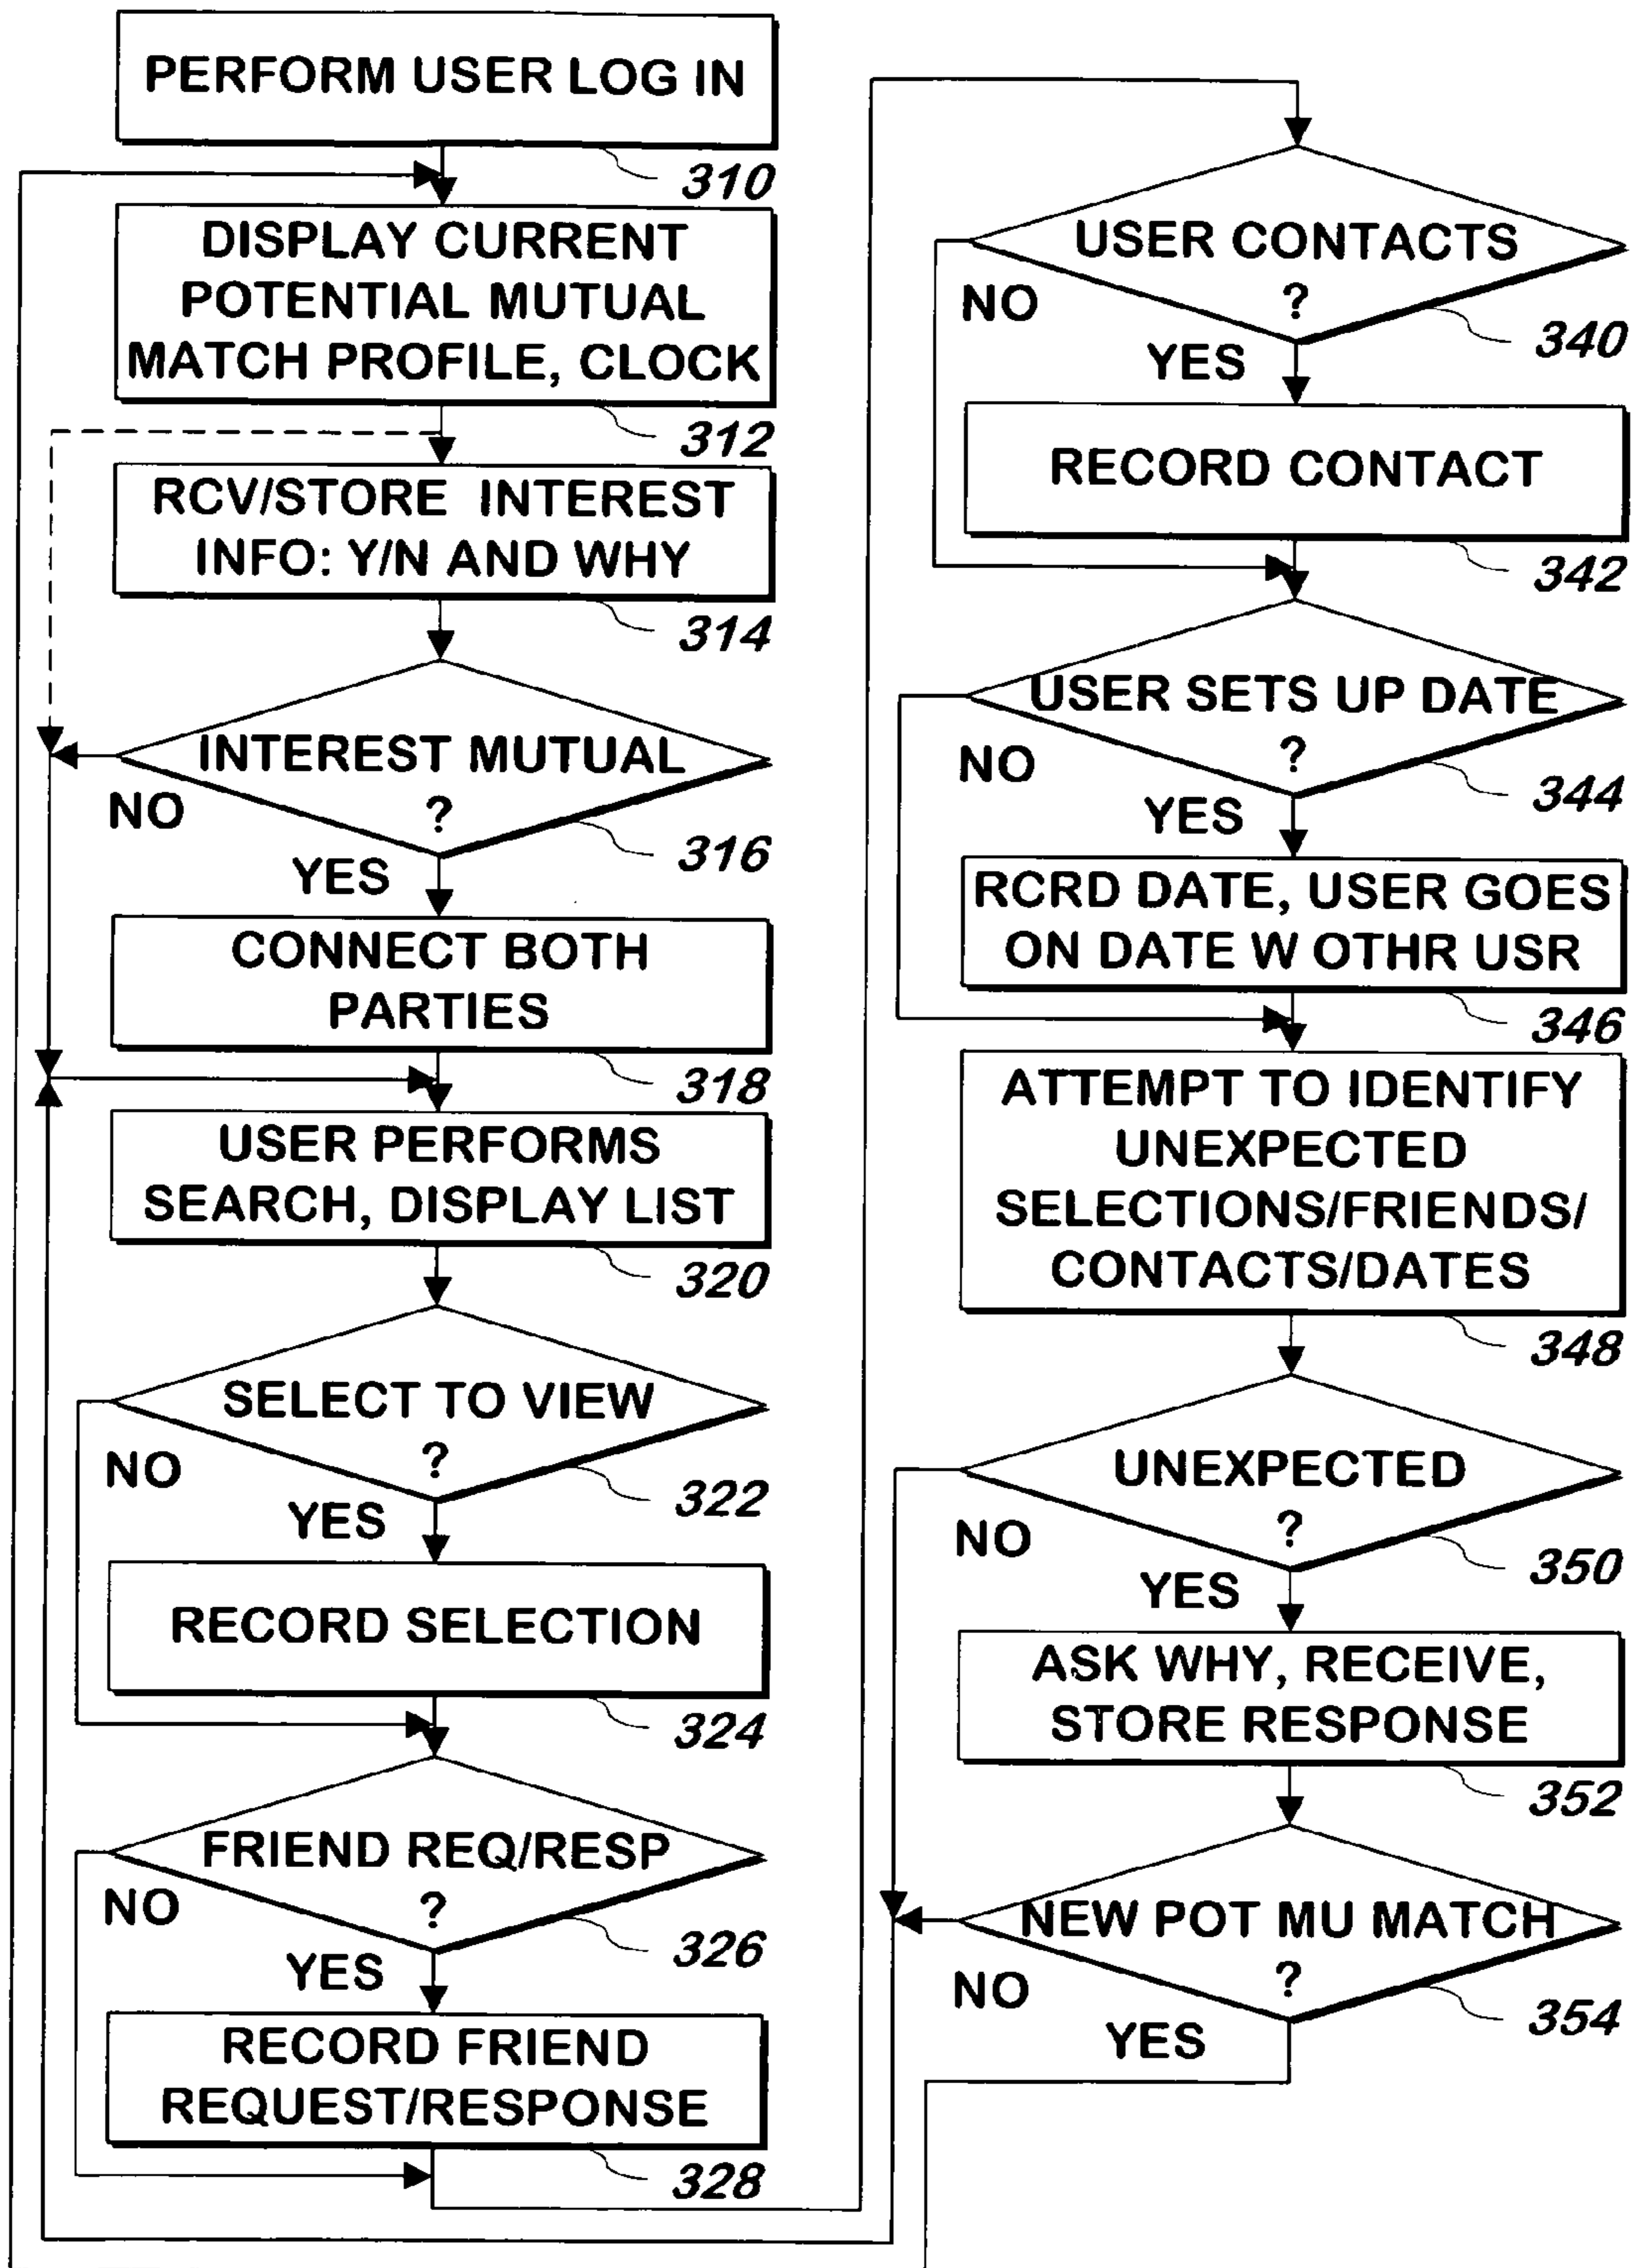 PERFORM USER LOG IN
310
DISPLAY CURRENT
POTENTIAL MUTUAL
MATCH PROFILE, CLOCK
312
RCV/STORE INTEREST
INFO: Y/N AND WHY
314
INTEREST MUTUAL
?
NO
316
YES
CONNECT BOTH
PARTIES
318
USER PERFORMS
SEARCH, DISPLAY LIST
320
SELECT TO VIEW
?
NO
322
YES
RECORD SELECTION
324
FRIEND REQ/RESP
?
NO
326
YES
RECORD FRIEND
REQUEST/RESPONSE
328
USER CONTACTS
?
NO
340
YES
RECORD CONTACT
342
USER SETS UP DATE
?
NO
344
YES
RCRD DATE, USER GOES
ON DATE W OTHR USR
346
ATTEMPT TO IDENTIFY
UNEXPECTED
SELECTIONS/FRIENDS/
CONTACTS/DATES
348
UNEXPECTED
?
NO
350
YES
ASK WHY, RECEIVE,
STORE RESPONSE
352
NEW POT MU MATCH
?
NO
354
YES